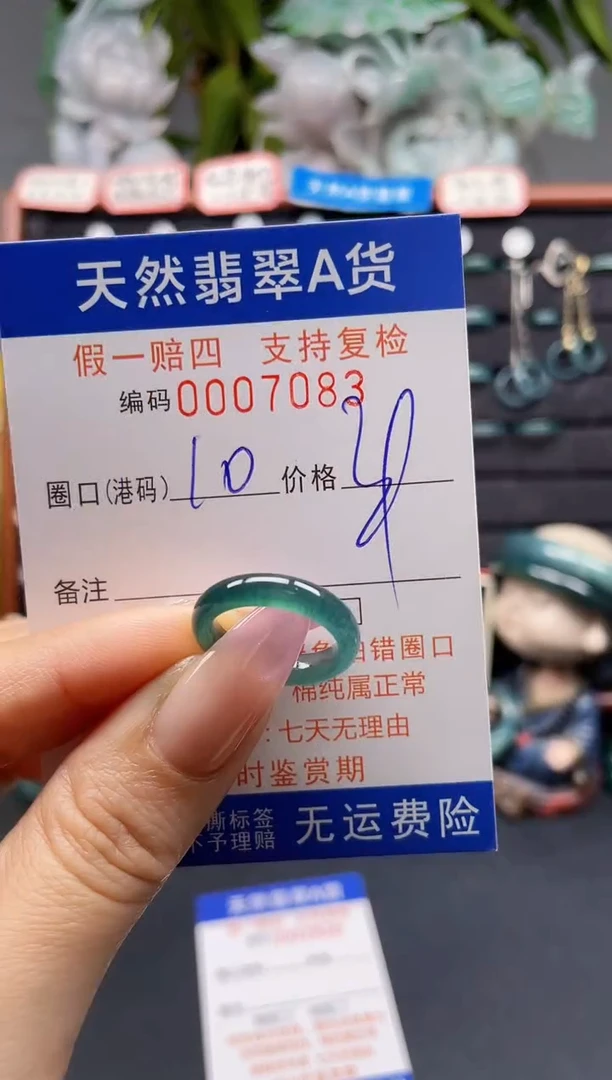 天然翡翠A货
假一赔四 支持复检
编码 0007083
圈口(港码) 10 价格
备注
错圈口
棉纯属正常
:七天无理由
时鉴赏期
撕标签 无运费险
不予理赔